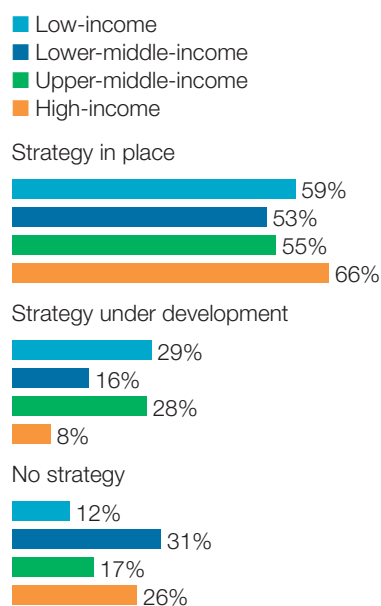 Low-income
Lower-middle-income
Upper-middle-income
High-income
Strategy in place
59%
53%
55%
66%
Strategy under development
29%
16%
28%
8%
No strategy
12%
31%
17%
26%